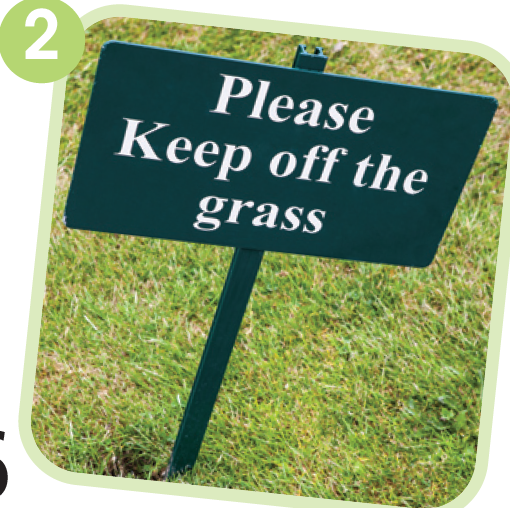 2
Please
Keep off the
grass